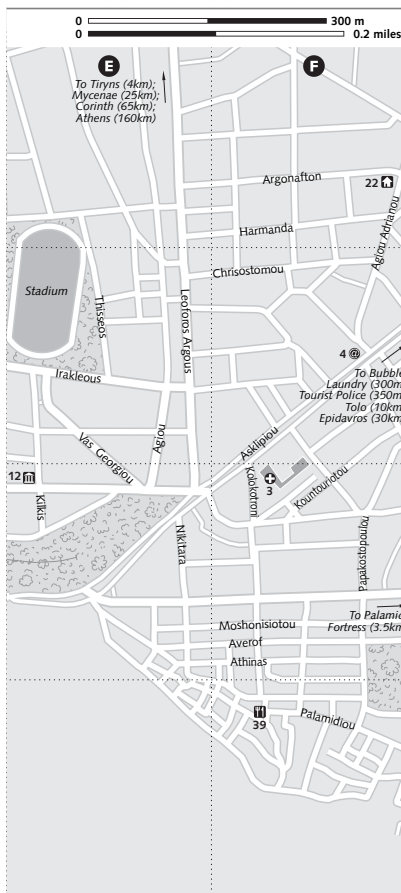 0 300 m
0 0.2 miles
E F
To Tiryns (4km);
Mycenae (25km);
Corinth (65km);
Athens (160km)
Argonafton
22
Agiou Adrianou
Harmanda
Chrisostomou
Stadium
Thisseos
Leoforos Argous
4 @
To Bubble
Laundry (300m
Tourist Police (350m
Tolo (10km
Epidavros (30km
Irakleous
Agiou
Vas Georgiou
Asklipiou
12
Kilkis
3
Kolokotroni
Kountouriotou
Nikitara
Papakostopoulou
To Palamid
Fortress (3.5km
Moshonisiotou
Averof
Athinas
39
Palamidiou